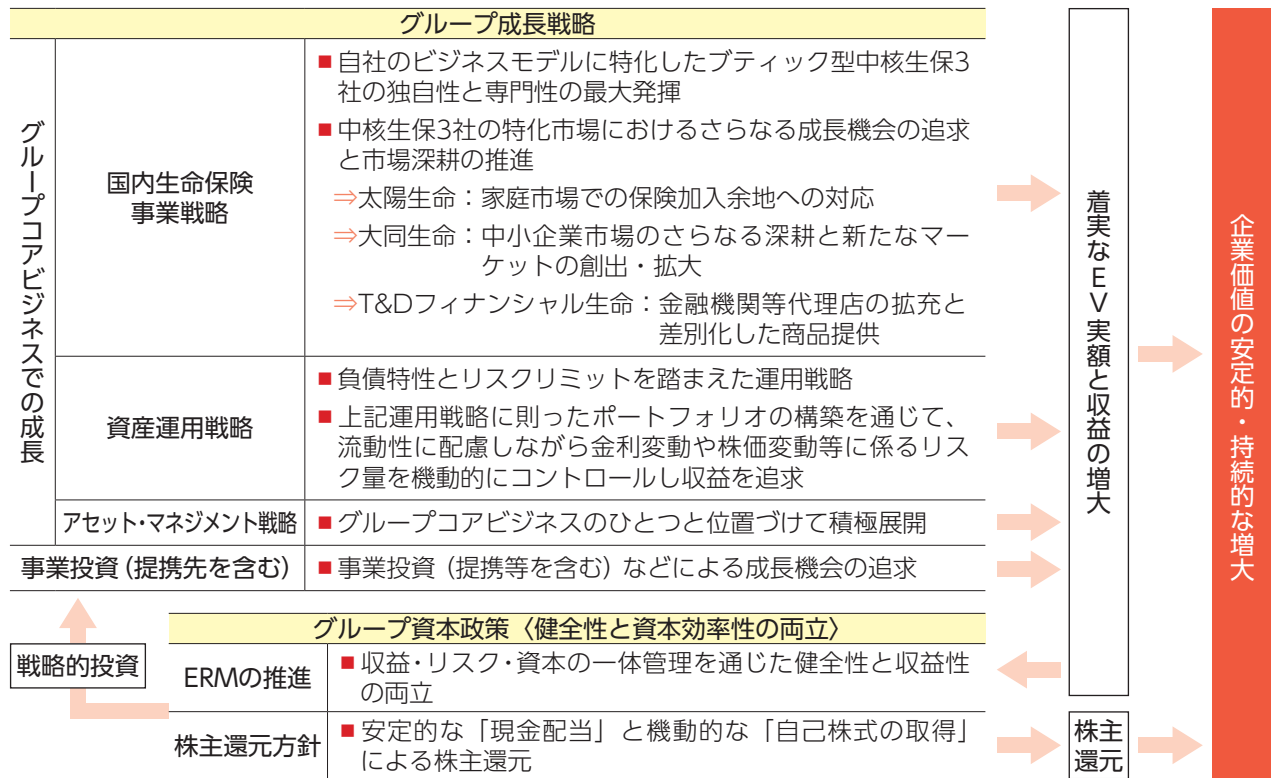 グループ成長戦略
グループコアビジネスでの成長
国内生命保険
事業戦略
■自社のビジネスモデルに特化したブティック型中核生保3
社の独自性と専門性の最大発揮
■中核生保3社の特化市場におけるさらなる成長機会の追求
と市場深耕の推進
⇒太陽生命：家庭市場での保険加入余地への対応
⇒大同生命：中小企業市場のさらなる深耕と新たなマー
ケットの創出・拡大
⇒T&Dフィナンシャル生命：金融機関等代理店の拡充と
差別化した商品提供
資産運用戦略
■負債特性とリスクリミットを踏まえた運用戦略
■上記運用戦略に則ったポートフォリオの構築を通じて、
流動性に配慮しながら金利変動や株価変動等に係るリス
ク量を機動的にコントロールし収益を追求
アセット・マネジメント戦略
■グループコアビジネスのひとつと位置づけて積極展開
事業投資（提携先を含む）
■事業投資（提携等を含む）などによる成長機会の追求
着実なEV実額と収益の増大
企業価値の安定的・持続的な増大
戦略的投資
グループ資本政策〈健全性と資本効率性の両立〉
ERMの推進
■収益・リスク・資本の一体管理を通じた健全性と収益性
の両立
株主還元方針
■安定的な「現金配当」と機動的な「自己株式の取得」
による株主還元
株主
還元